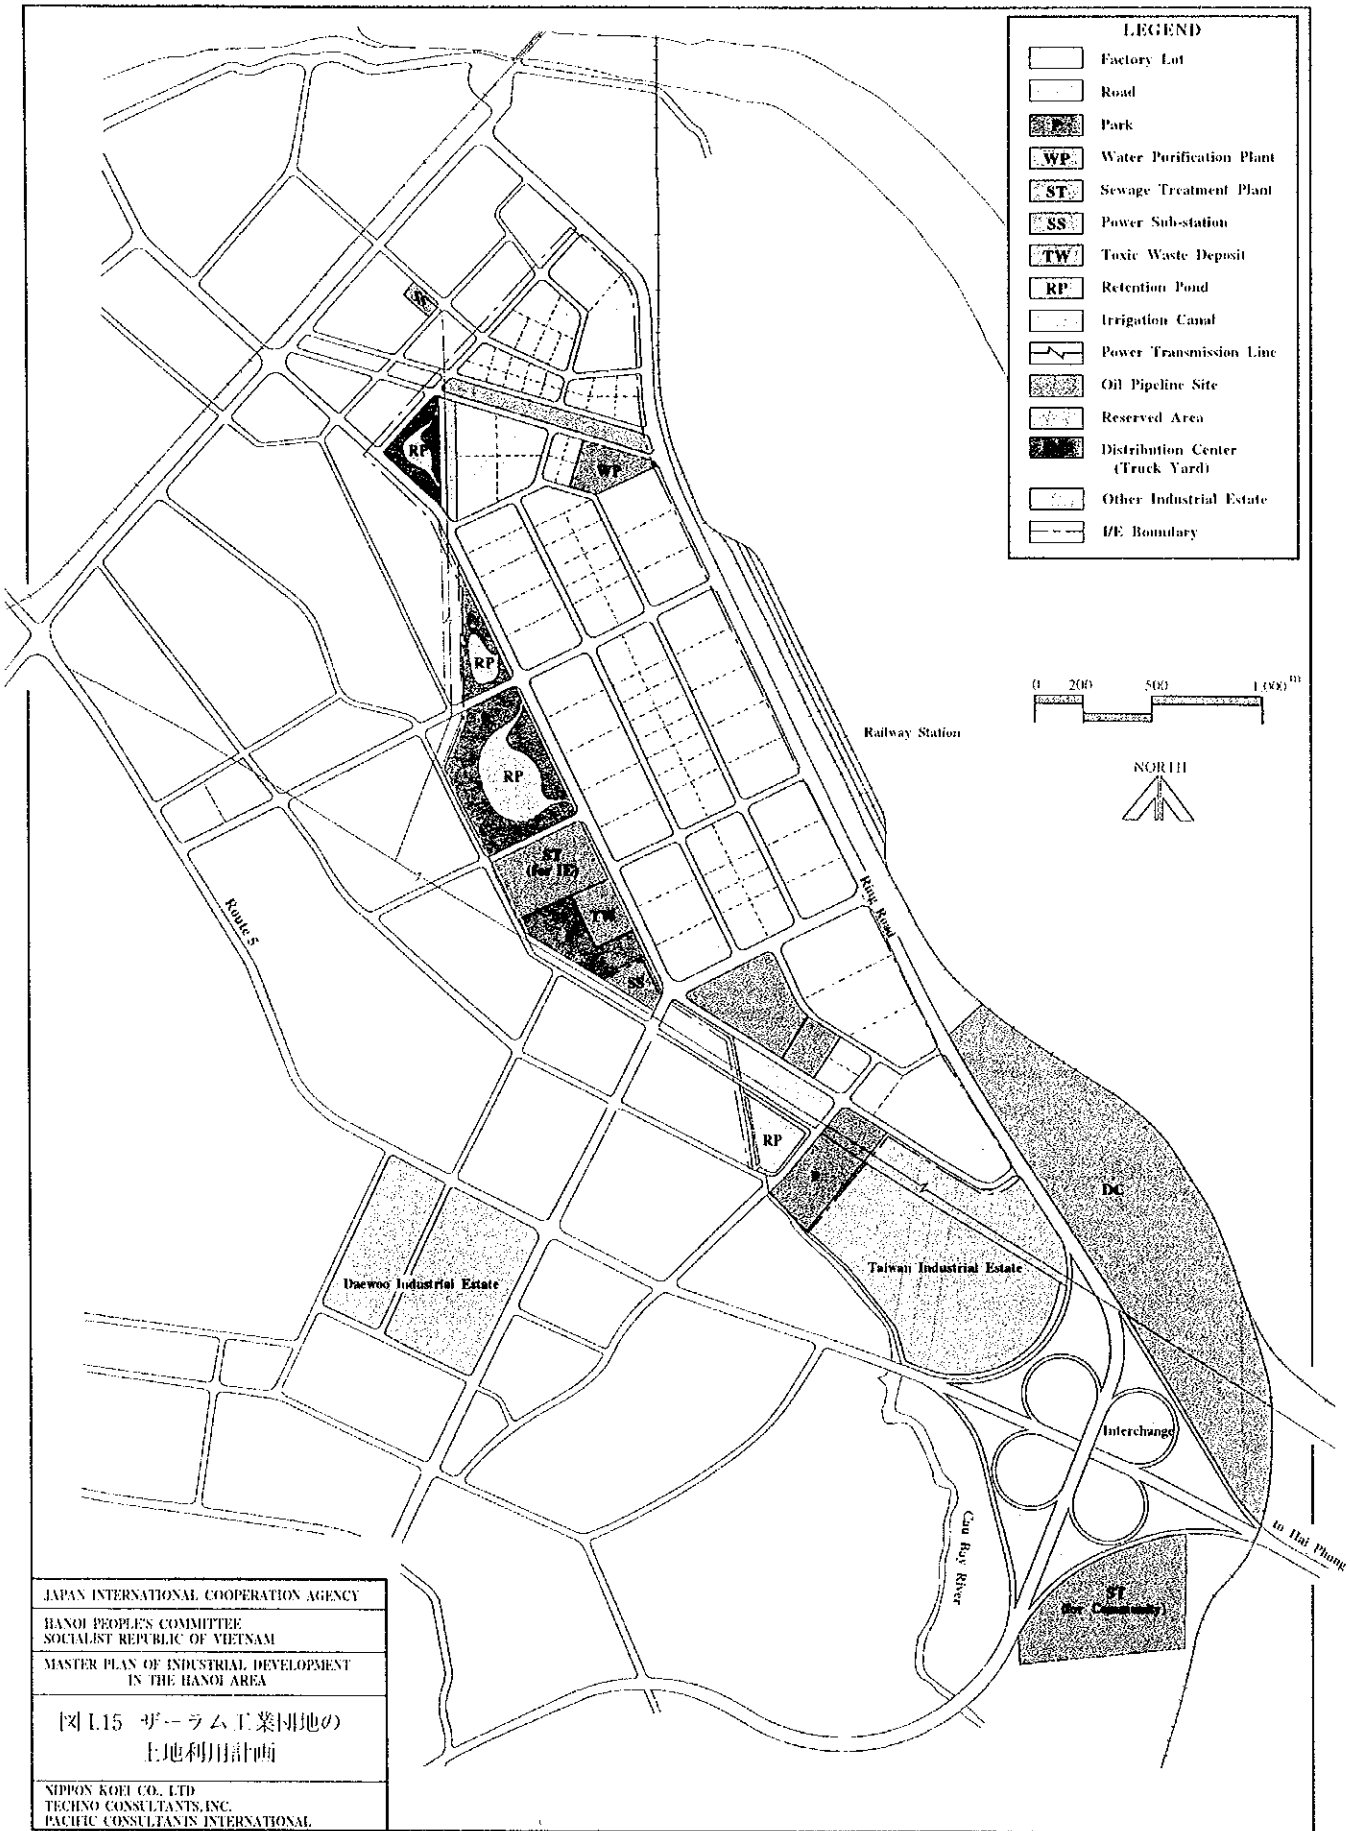 LEGEND
Factory Lot
Road
P Park
WP Water Purification Plant
ST Sewage Treatment Plant
SS Power Sub-station
TW Toxic Waste Deposit
RP Retention Pond
Irrigation Canal
Power Transmission Line
Oil Pipeline Site
Reserved Area
Distribution Center
(Truck Yard)
Other Industrial Estate
I/E Boundary
0 200 500 1,000 m
NORTH
SS
RP
WP
RP
RP
Railway Station
ST
(for IE)
TW
SS
Ring Road
Route 5
RP
P
DC
Taiwan Industrial Estate
Daewoo Industrial Estate
Interchange
Cau Bay River
to Hai Phong
ST
(for Community)
JAPAN INTERNATIONAL COOPERATION AGENCY
HANOI PEOPLE'S COMMITTEE
SOCIALIST REPUBLIC OF VIETNAM
MASTER PLAN OF INDUSTRIAL DEVELOPMENT
IN THE HANOI AREA
図 I.15 ザーラム工業団地の
土地利用計画
NIPPON KOEI CO., LTD
TECHNO CONSULTANTS, INC.
PACIFIC CONSULTANTS INTERNATIONAL